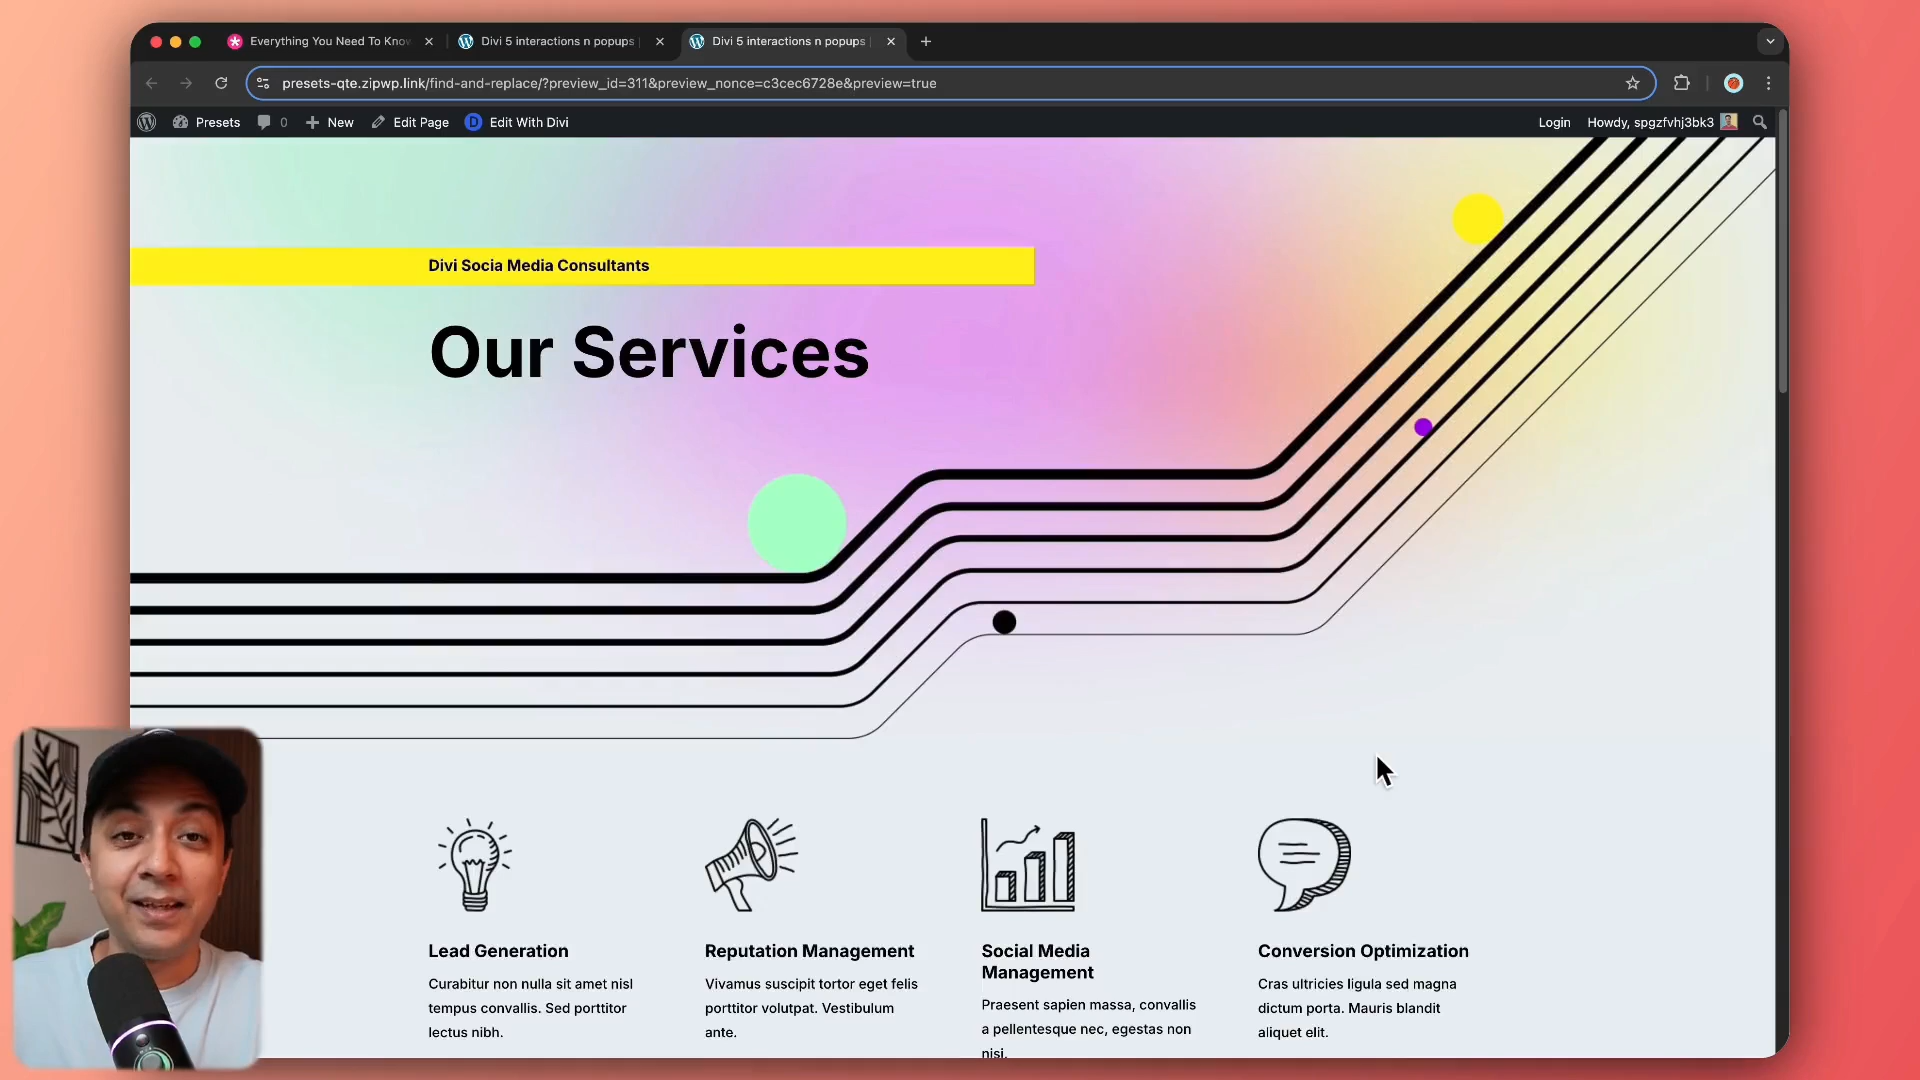 Everything You Need To Know
Divi 5 interactions n popups
Divi 5 interactions n popups
presets-qte.zipwp.link/find-and-replace/?preview_id=311&preview_nonce=c3cec6728e&preview=true
Presets
0
New
Edit Page
D
Edit With Divi
Login
Howdy, spgzfvhj3bk3
Divi Socia Media Consultants
Our Services
Lead Generation
Curabitur non nulla sit amet nisl
tempus convallis. Sed porttitor
lectus nibh.
Reputation Management
Vivamus suscipit tortor eget felis
porttitor volutpat. Vestibulum
ante.
Social Media
Management
Praesent sapien massa, convallis
a pellentesque nec, egestas non
nisi.
Conversion Optimization
Cras ultricies ligula sed magna
dictum porta. Mauris blandit
aliquet elit.